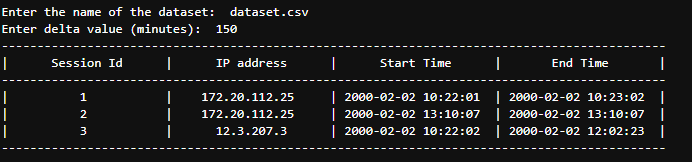 Enter the name of the dataset:  dataset.csv
Enter delta value (minutes):  150
--------------------------------------------------------------------------------
|      Session Id     |     IP address     |     Start Time     |      End Time      |
--------------------------------------------------------------------------------
|         1         |    172.20.112.25    | 2000-02-02 10:22:01 | 2000-02-02 10:23:02 |
|         2         |    172.20.112.25    | 2000-02-02 13:10:07 | 2000-02-02 13:10:07 |
|         3         |      12.3.207.3     | 2000-02-02 10:22:02 | 2000-02-02 12:02:23 |
--------------------------------------------------------------------------------